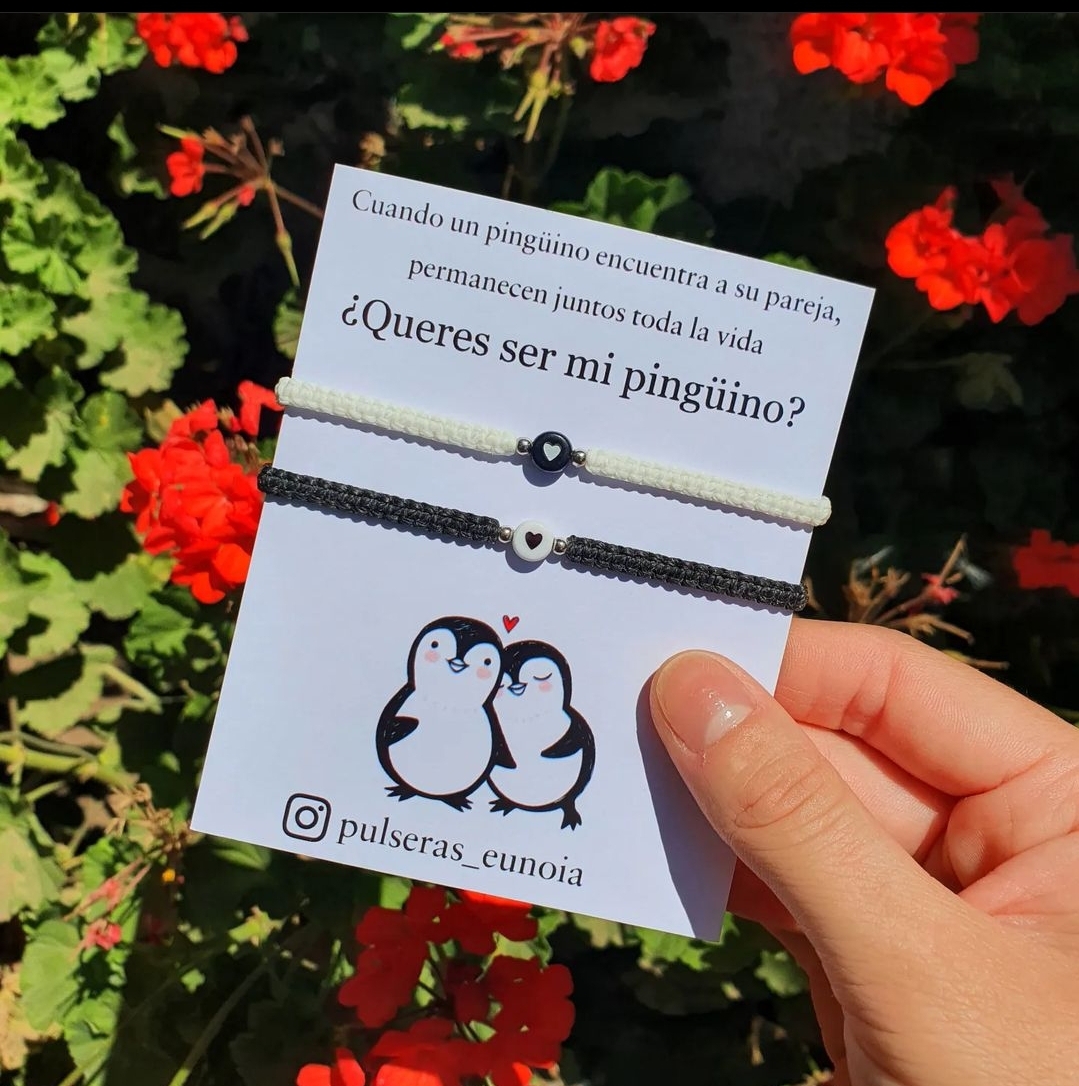 Cuando un pingüino encuentra a su pareja,
permanecen juntos toda la vida
¿Queres ser mi pingüino?
pulseras_eunoia